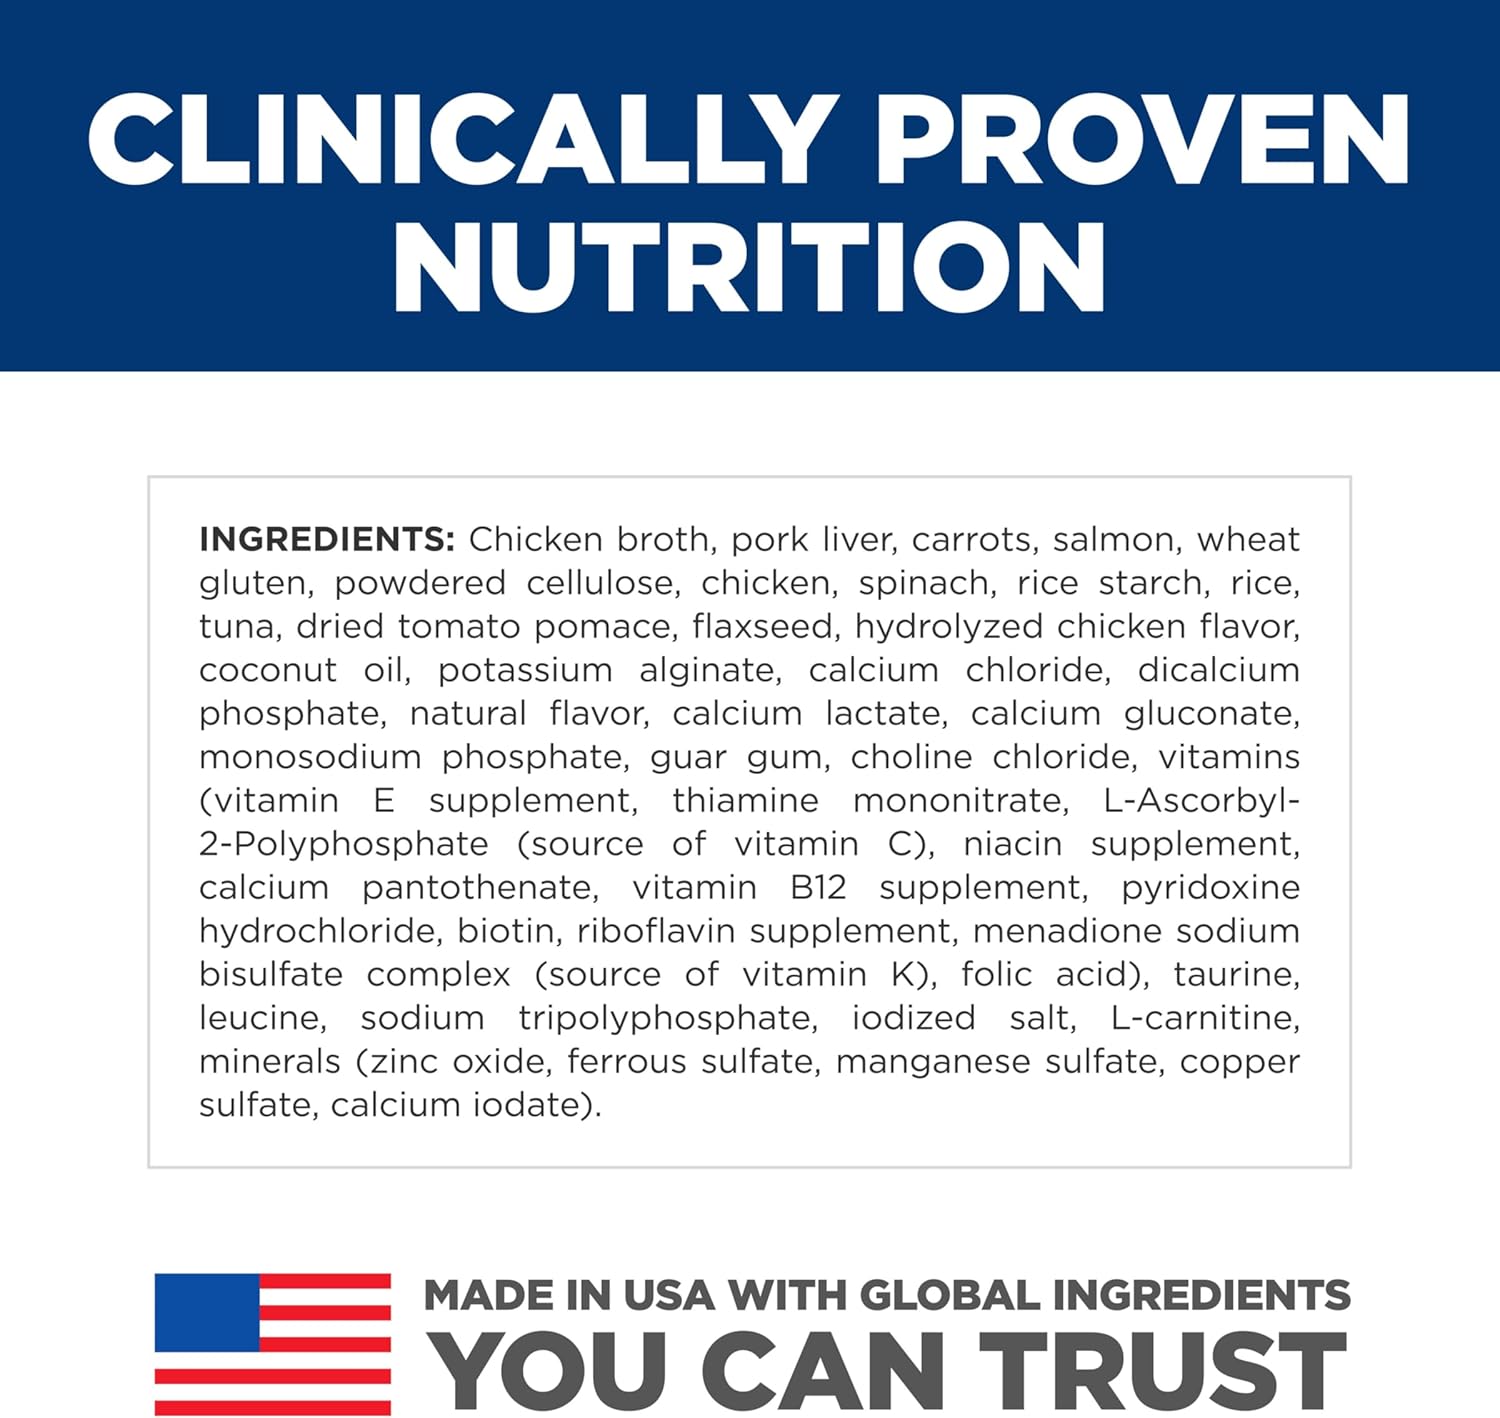 CLINICALLY PROVEN
NUTRITION
INGREDIENTS: Chicken broth, pork liver, carrots, salmon, wheat
gluten, powdered cellulose, chicken, spinach, rice starch, rice,
tuna, dried tomato pomace, flaxseed, hydrolyzed chicken flavor,
coconut oil, potassium alginate, calcium chloride, dicalcium
phosphate, natural flavor, calcium lactate, calcium gluconate,
monosodium phosphate, guar gum, choline chloride, vitamins
(vitamin E supplement, thiamine mononitrate, L-Ascorbyl-
2-Polyphosphate (source of vitamin C), niacin supplement,
calcium pantothenate, vitamin B12 supplement, pyridoxine
hydrochloride, biotin, riboflavin supplement, menadione sodium
bisulfate complex (source of vitamin K), folic acid), taurine,
leucine, sodium tripolyphosphate, iodized salt, L-carnitine,
minerals (zinc oxide, ferrous sulfate, manganese sulfate, copper
sulfate, calcium iodate).
MADE IN USA WITH GLOBAL INGREDIENTS
YOU CAN TRUST